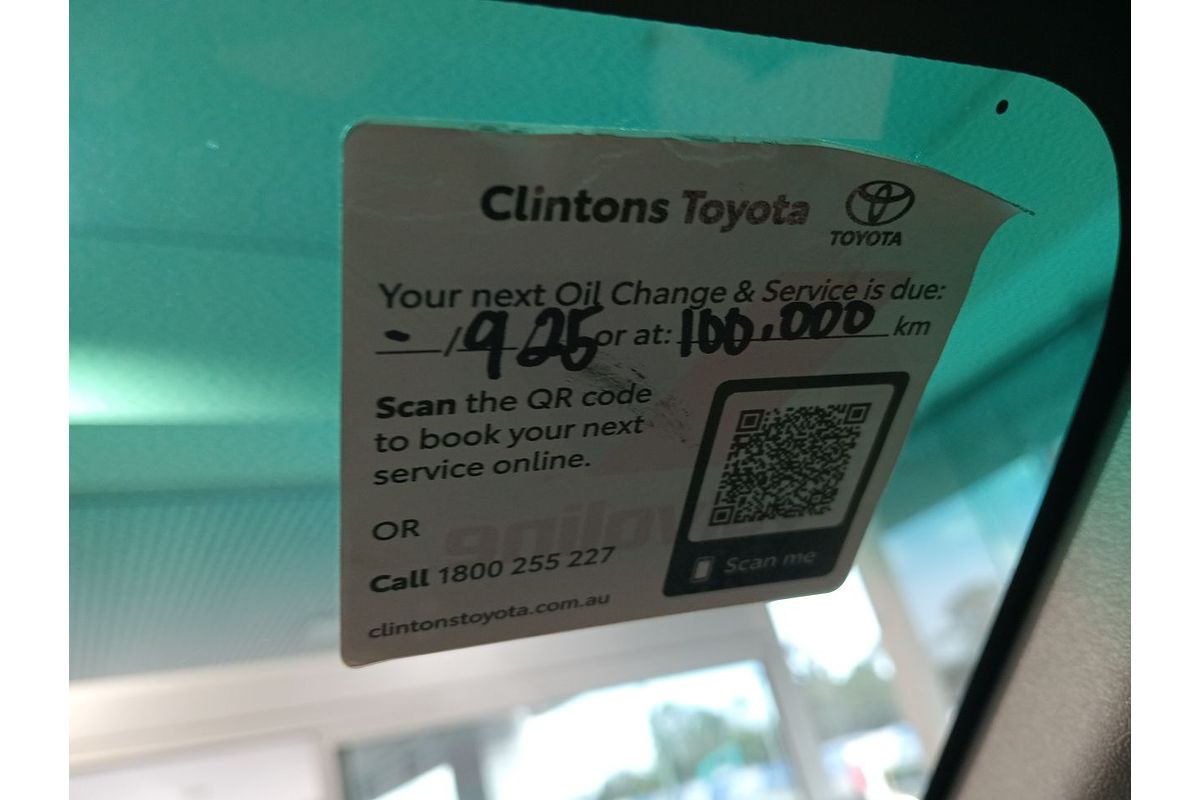 Clintons Toyota
TOYOTA
Your next Oil Change & Service is due:
- / 9 25 or at: 100.000 km
Scan the QR code
to book your next
service online.
OR
Call 1800 255 227
clintonstoyota.com.au
Scan me